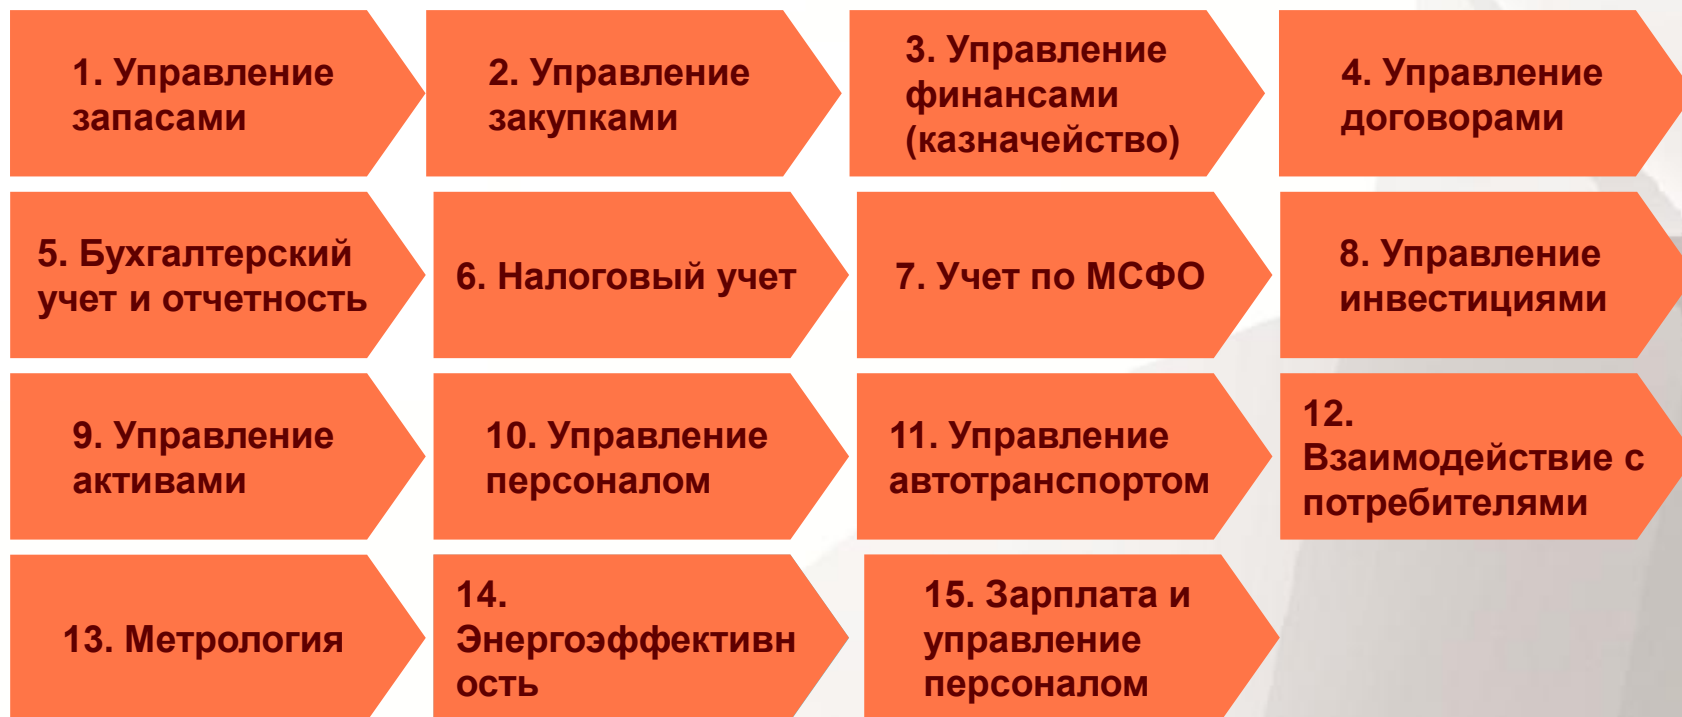 1. Управление
запасами
2. Управление
закупками
3. Управление
финансами
(казначейство)
4. Управление
договорами
5. Бухгалтерский
учет и отчетность
6. Налоговый учет
7. Учет по МСФО
8. Управление
инвестициями
9. Управление
активами
10. Управление
персоналом
11. Управление
автотранспортом
12.
Взаимодействие с
потребителями
13. Метрология
14.
Энергоэффективн
ость
15. Зарплата и
управление
персоналом